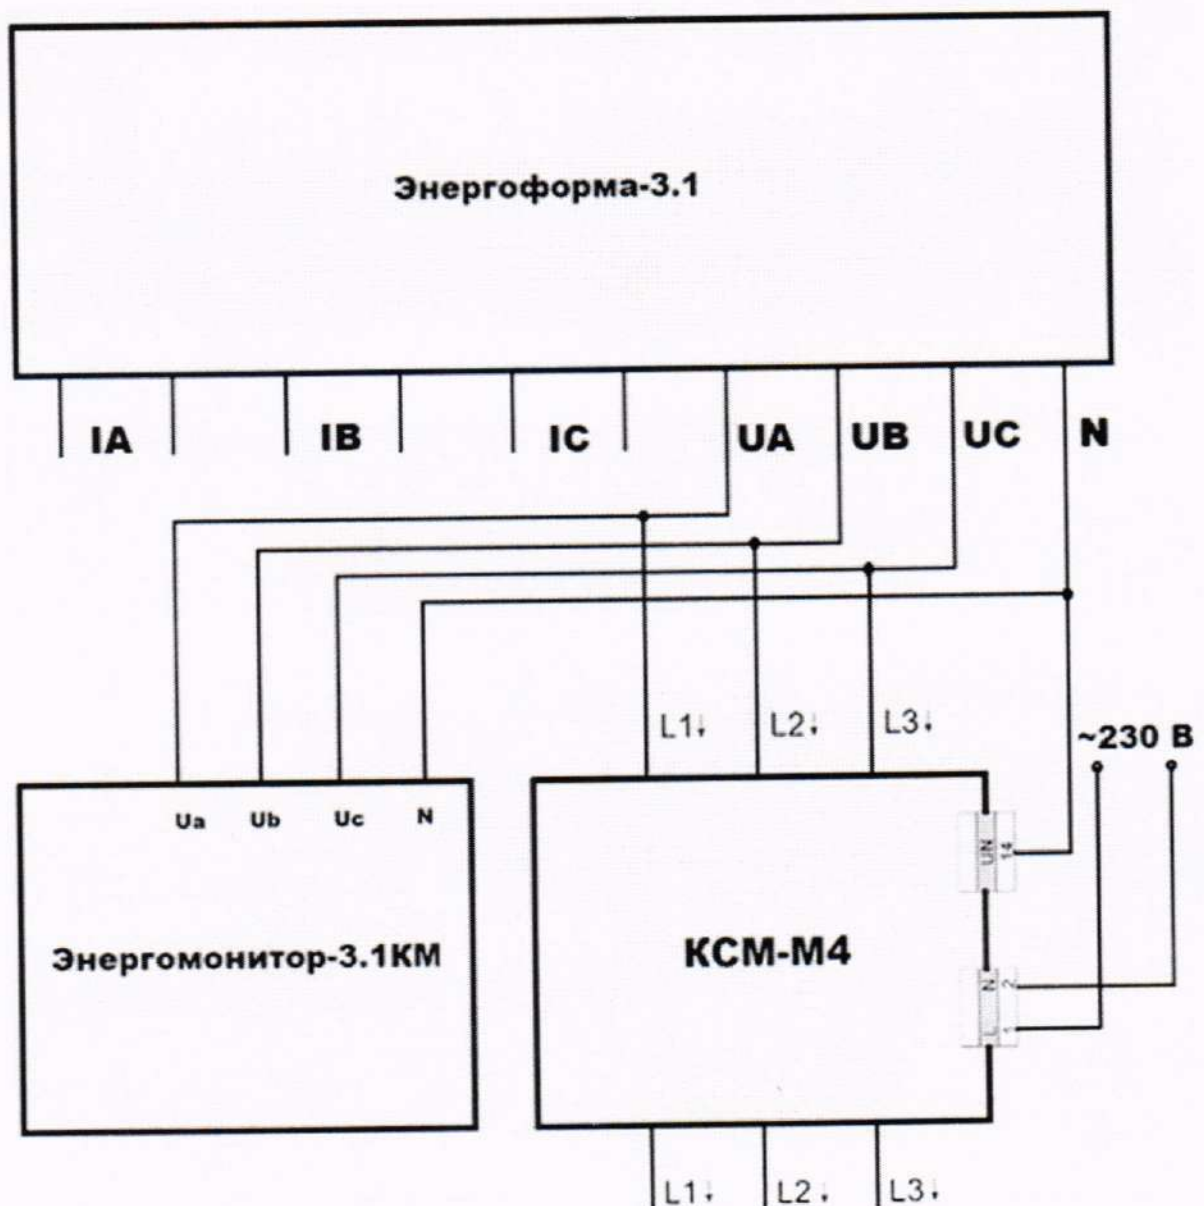 Энергоформа-3.1
IA IB IC UA UB UC N
L1↓ L2↓ L3↓
~230 В
Ua Ub Uc N
UN 14
Энергомонитор-3.1КМ
КСМ-М4
N 2
L 1
L1↓ L2↓ L3↓